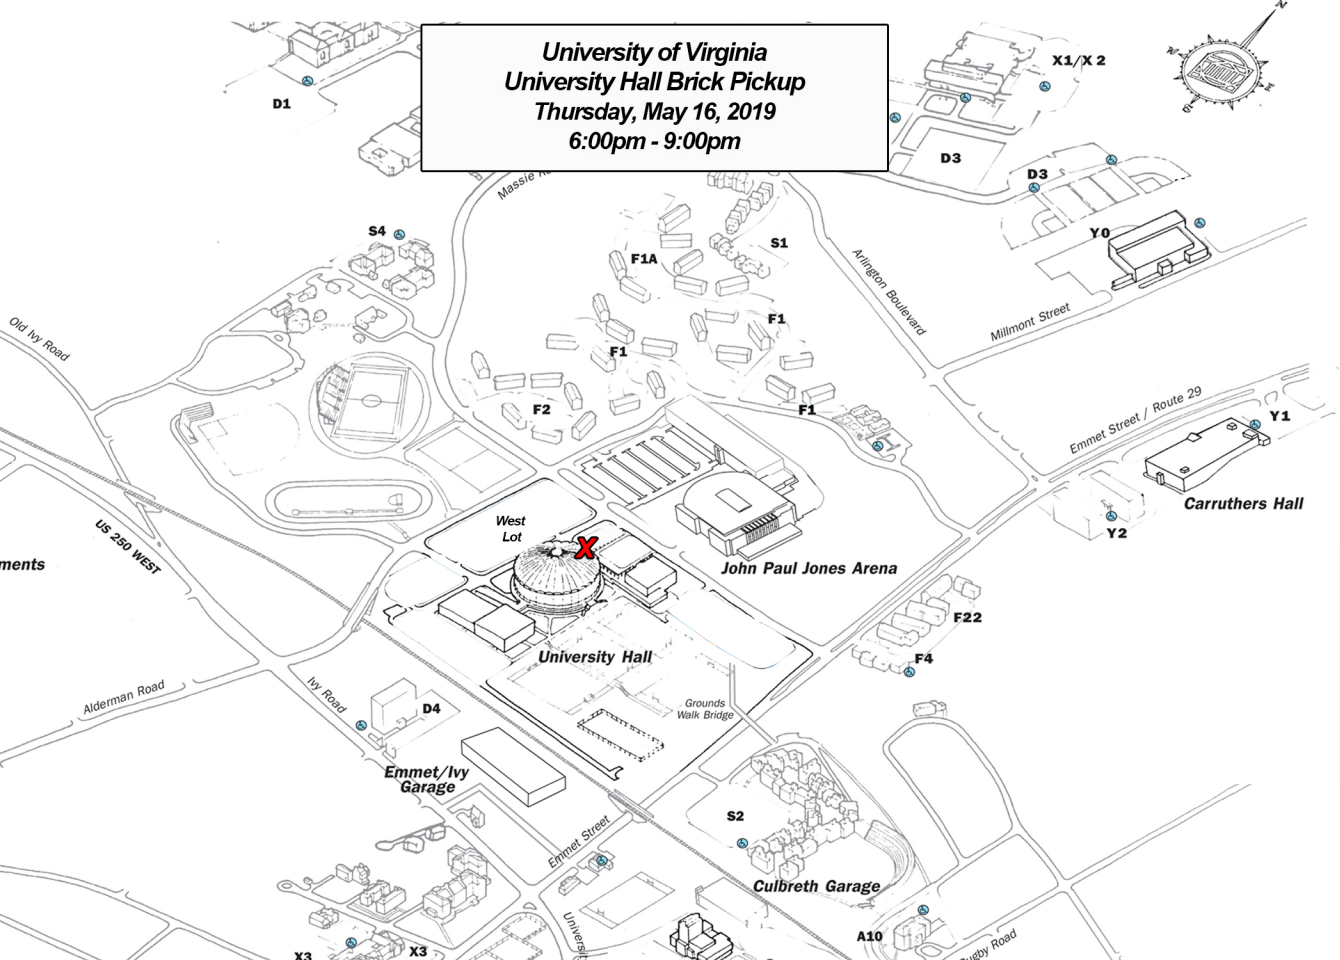 University of Virginia
University Hall Brick Pickup
Thursday, May 16, 2019
6:00pm - 9:00pm
N
X1/X 2
D1
D3
D3
Massie
S4
S1
Y0
F1A
Arlington Boulevard
Millmont Street
Old Ivy Road
F1
F1
F2
F1
Emmet Street / Route 29
Y1
Carruthers Hall
West
Lot
X
Y2
US 250 WEST
ments
John Paul Jones Arena
F22
University Hall
F4
Alderman Road
Ivy Road
D4
Grounds
Walk Bridge
Emmet/Ivy
Garage
S2
Emmet Street
Culbreth Garage
A10
X3
X3